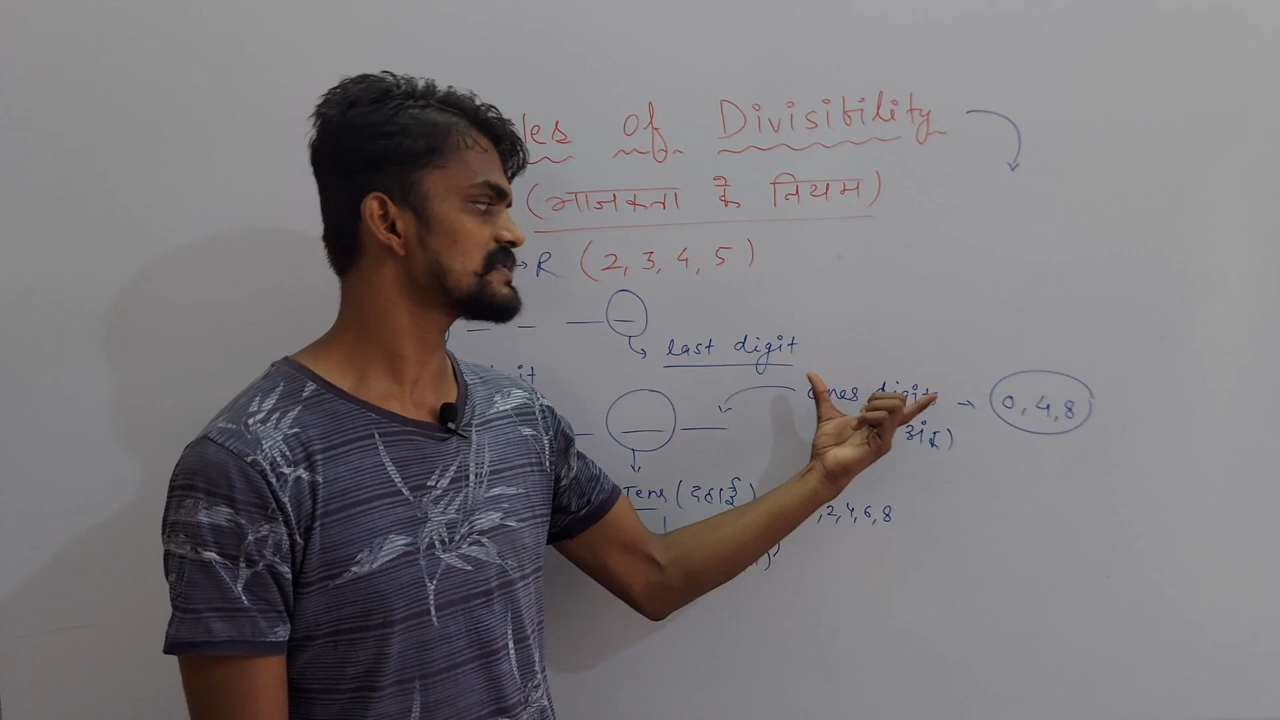 les of Divisibility
(भाजकता के नियम)
→ R (2, 3, 4, 5)
last digit
digit → 0, 4, 8
Tens (दहाई)
,2,4,6,8